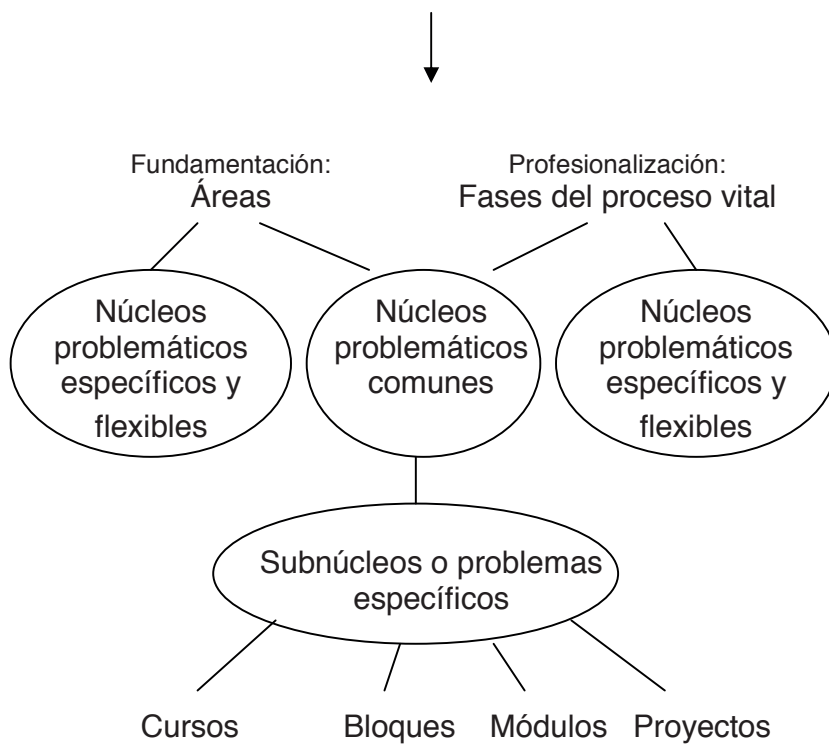 Fundamentación:
Áreas
Profesionalización:
Fases del proceso vital
Núcleos
problemáticos
específicos y
flexibles
Núcleos
problemáticos
comunes
Núcleos
problemáticos
específicos y
flexibles
Subnúcleos o problemas
específicos
Cursos
Bloques
Módulos
Proyectos